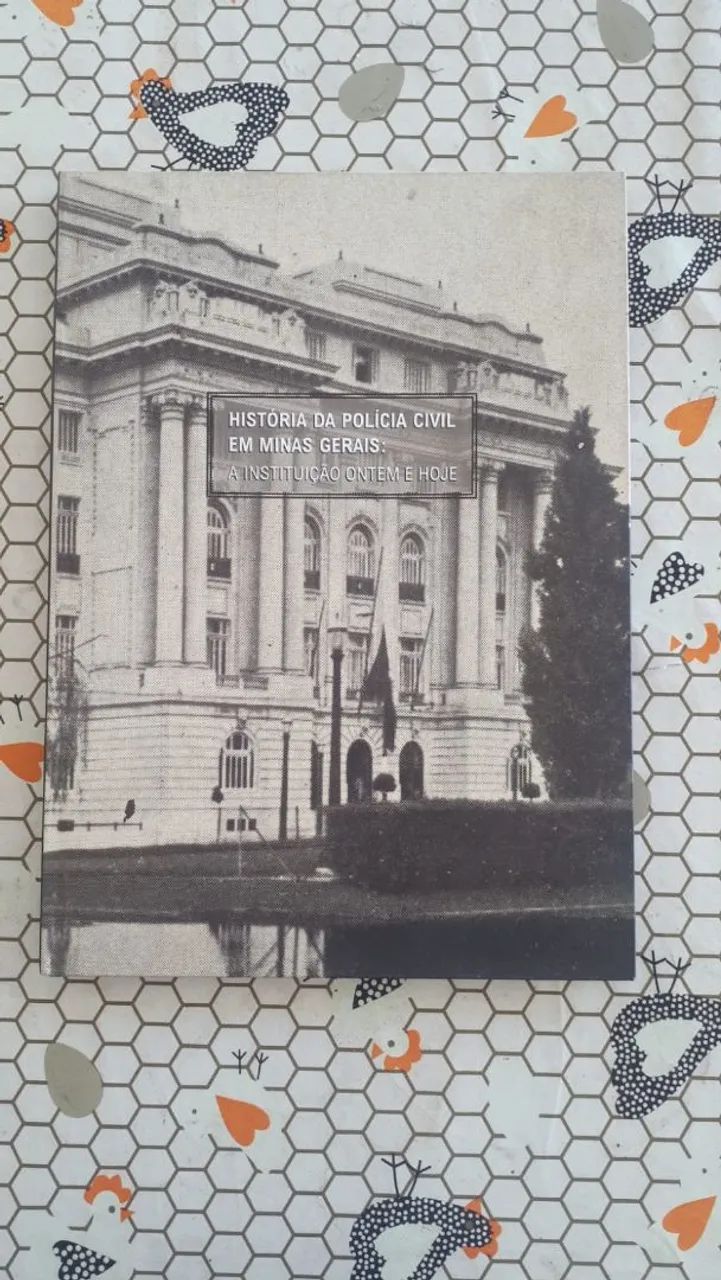 HISTÓRIA DA POLÍCIA CIVIL
EM MINAS GERAIS:
A INSTITUIÇÃO ONTEM E HOJE